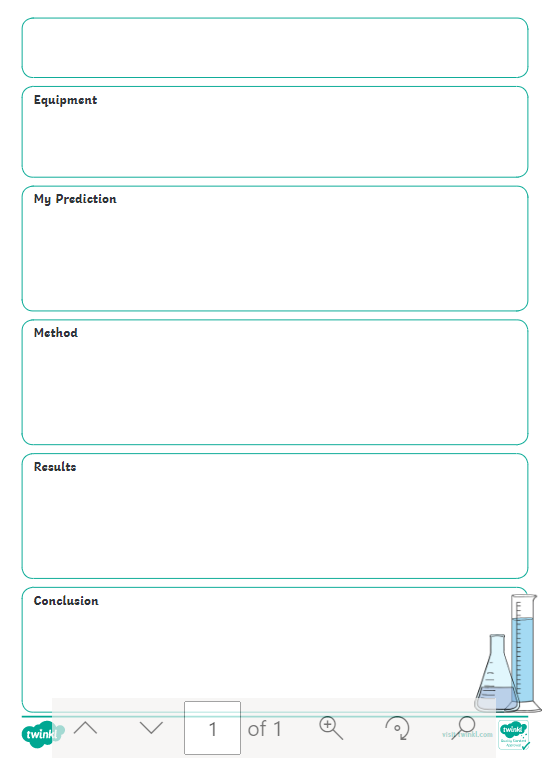 Equipment
My Prediction
Method
Results
Conclusion
twinkl
1 of 1
visit twinkl.com
twinkl